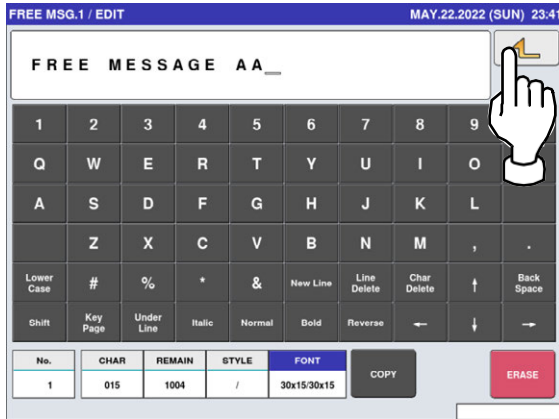 FREE MSG.1 / EDIT MAY.22.2022 (SUN) 23:41
FREE MESSAGE AA_
1 2 3 4 5 6 7 8 9
Q W E R T Y U I O
A S D F G H J K L
Z X C V B N M , .
Lower Case # % * & New Line Line Delete Char Delete ↑ Back Space
Shift Key Page Under Line Italic Normal Bold Reverse ← ↓ →
No. CHAR REMAIN STYLE FONT COPY ERASE
1 015 1004 / 30x15/30x15